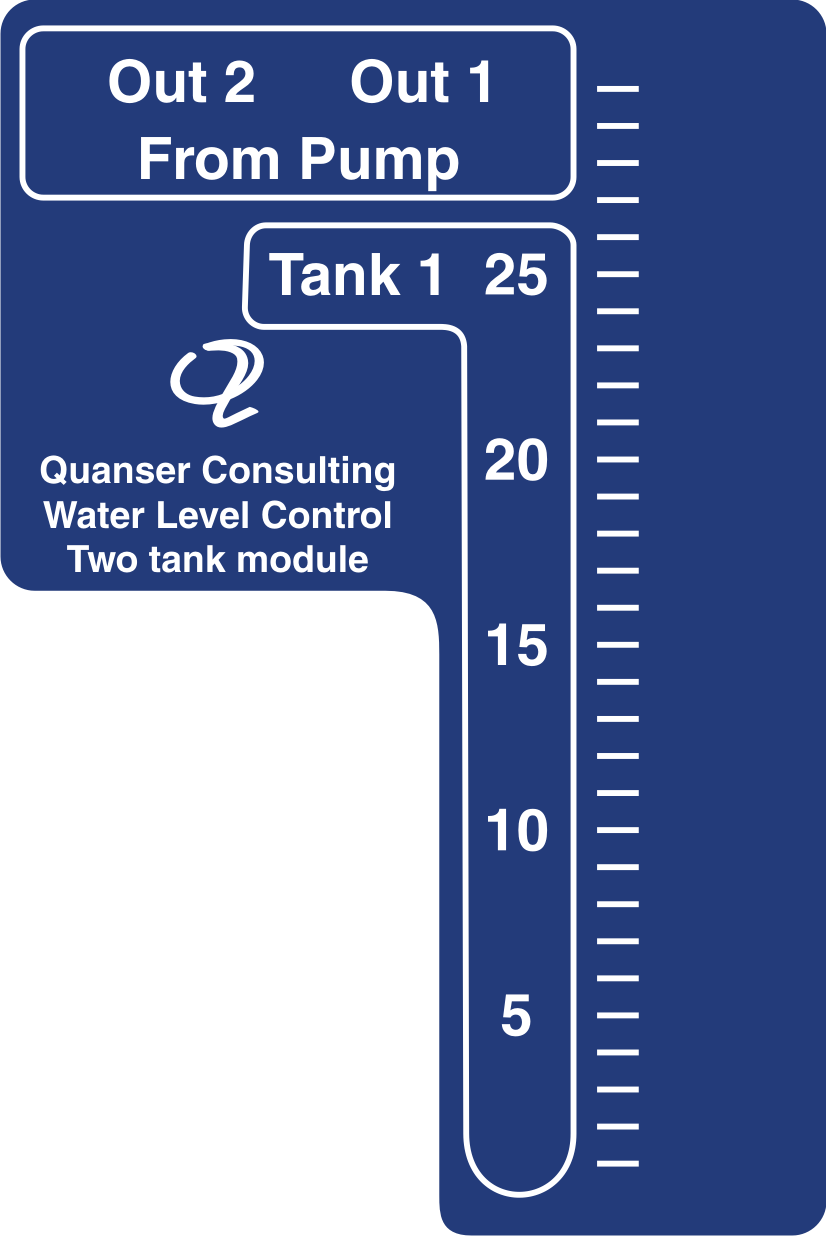 Out 2 Out 1
From Pump
Tank 1 25
Quanser Consulting
Water Level Control
Two tank module
20
15
10
5